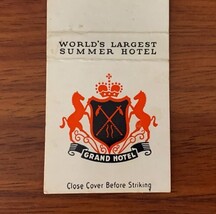 WORLD'S LARGEST
SUMMER HOTEL
GRAND HOTEL
Close Cover Before Striking